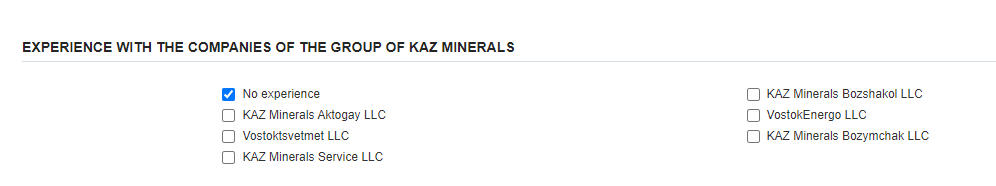 EXPERIENCE WITH THE COMPANIES OF THE GROUP OF KAZ MINERALS
No experience
KAZ Minerals Aktogay LLC
Vostoktsvetmet LLC
KAZ Minerals Service LLC
KAZ Minerals Bozshakol LLC
VostokEnergo LLC
KAZ Minerals Bozymchak LLC